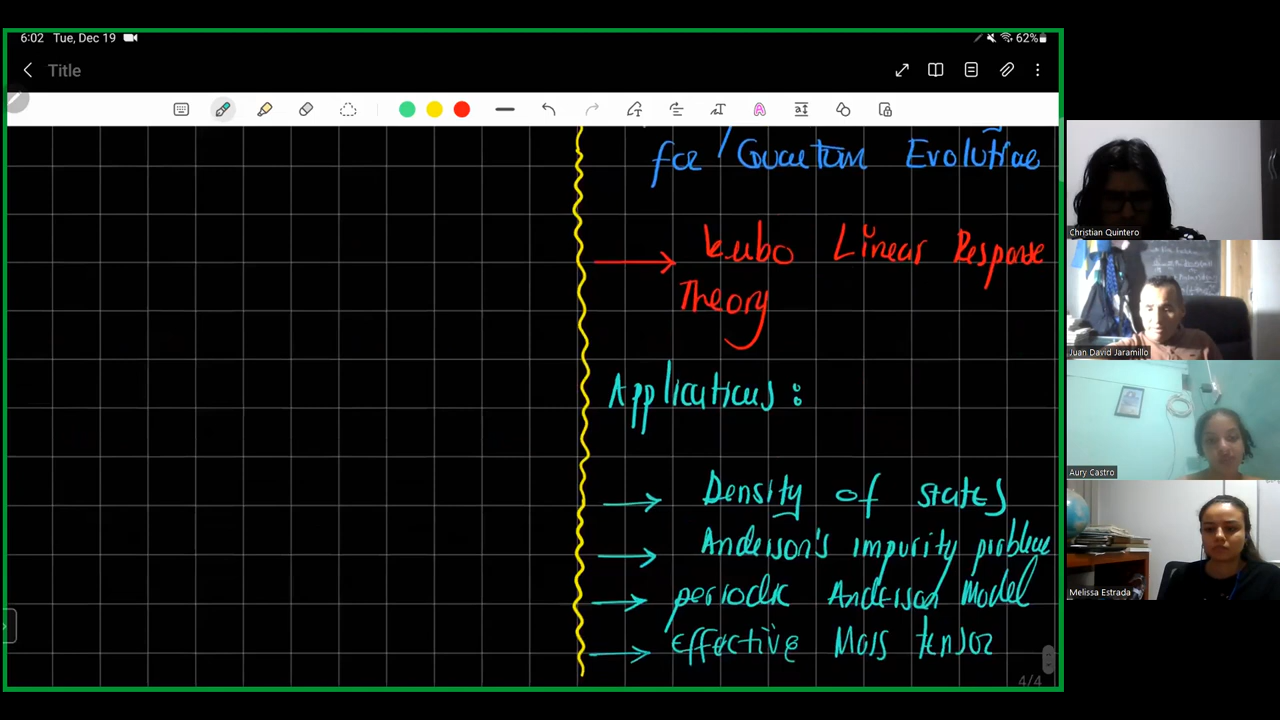 6:02 Tue, Dec 19
62%
Title
for / Quantum Evolution
Kubo Linear Response
Theory
Applications:
Density of states
Anderson's impurity problem
periodic Anderson Model
effective Mass tensor
4/4
Christian Quintero
Juan David Jaramillo
Aury Castro
Melissa Estrada